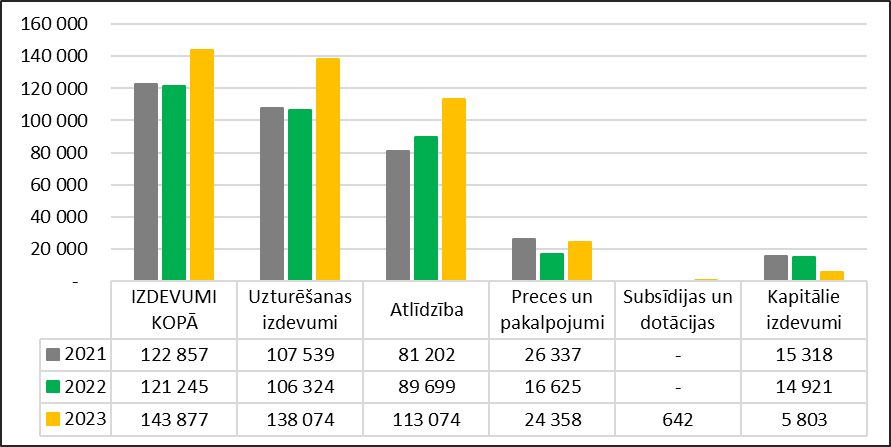 160 000
140 000
120 000
100 000
80 000
60 000
40 000
20 000
-
IZDEVUMI
KOPĀ
Uzturēšanas
izdevumi
Atlīdzība
Preces un
pakalpojumi
Subsīdijas un
dotācijas
Kapitālie
izdevumi
2021 122 857 107 539 81 202 26 337 - 15 318
2022 121 245 106 324 89 699 16 625 - 14 921
2023 143 877 138 074 113 074 24 358 642 5 803